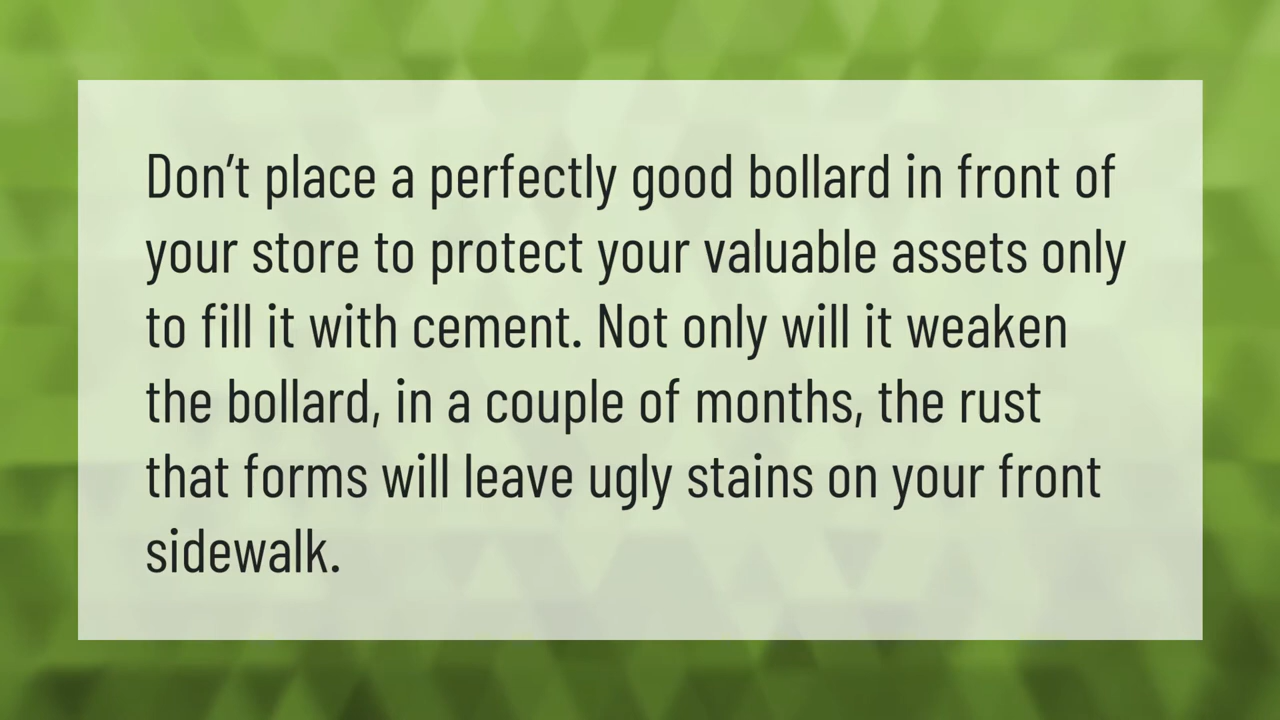 Don’t place a perfectly good bollard in front of
your store to protect your valuable assets only
to fill it with cement. Not only will it weaken
the bollard, in a couple of months, the rust
that forms will leave ugly stains on your front
sidewalk.